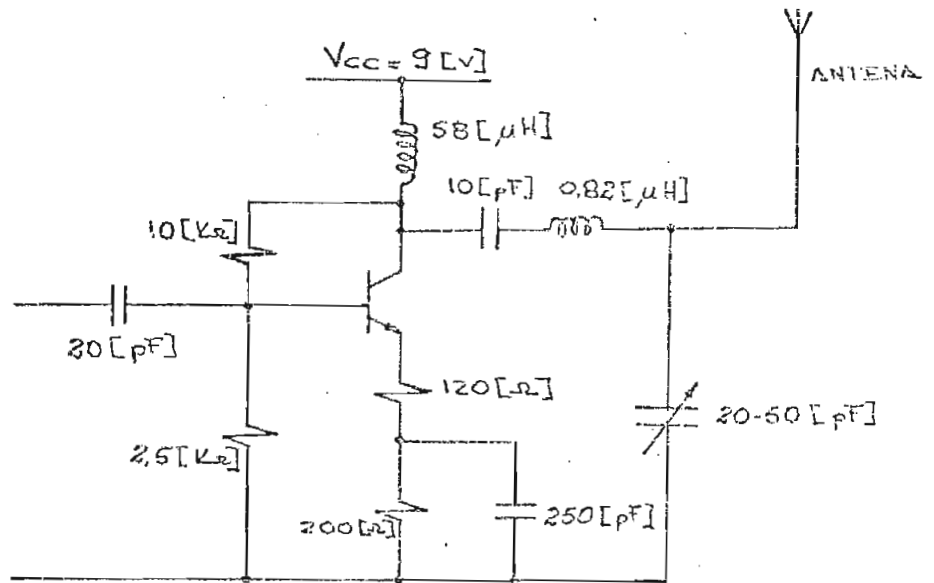 Vcc = 9 [v]
ANTENA
58 [µH]
10 [pF]
0,82 [µH]
10 [KΩ]
20 [pF]
120 [Ω]
20-50 [pF]
2,5 [KΩ]
200 [Ω]
250 [pF]